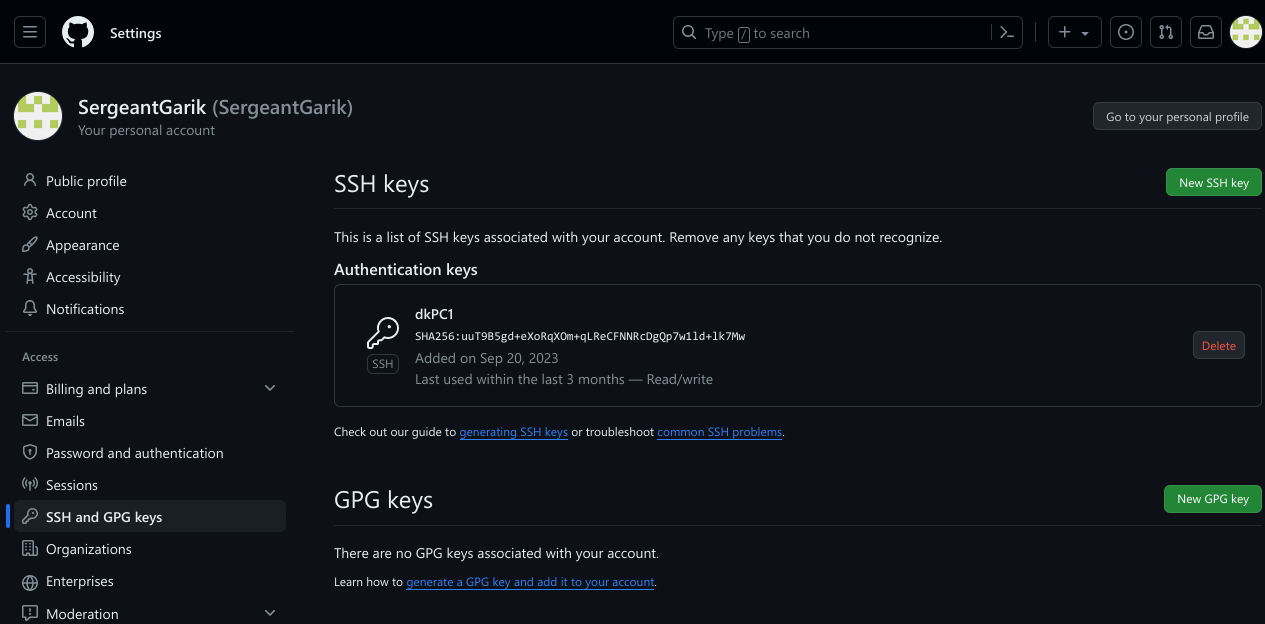 Settings
Type / to search
SergeantGarik (SergeantGarik)
Your personal account
Go to your personal profile
Public profile
Account
Appearance
Accessibility
Notifications
Access
Billing and plans
Emails
Password and authentication
Sessions
SSH and GPG keys
Organizations
Enterprises
Moderation
SSH keys
New SSH key
This is a list of SSH keys associated with your account. Remove any keys that you do not recognize.
Authentication keys
dkPC1
SHA256:uuT9B5gd+eXoRqXOm+qLReCFNNRcDgQp7w1ld+lk7Mw
SSH
Added on Sep 20, 2023
Last used within the last 3 months — Read/write
Delete
Check out our guide to generating SSH keys or troubleshoot common SSH problems.
GPG keys
New GPG key
There are no GPG keys associated with your account.
Learn how to generate a GPG key and add it to your account.